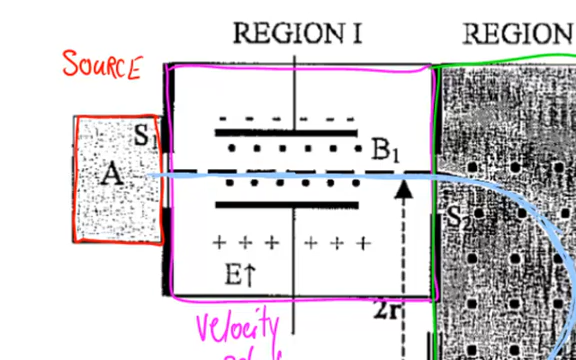 REGION I
REGION
SOURCE
S1
A
B1
S2
- - - - - -
+ + + + + +
E↑
2r
Velocity